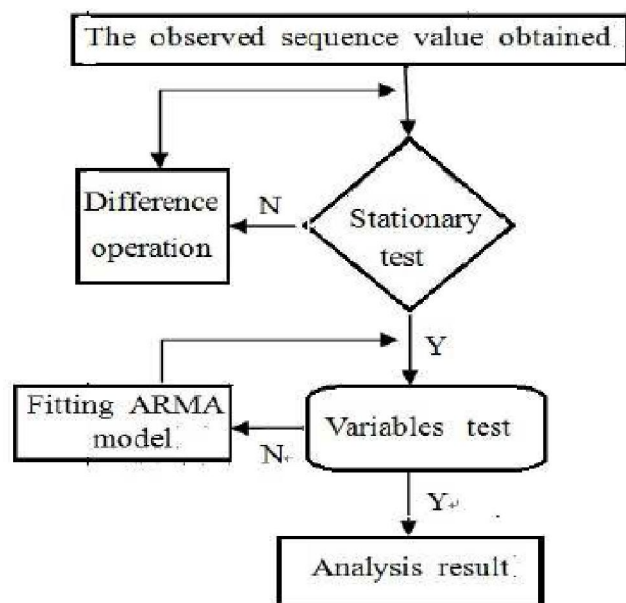 The observed sequence value obtained
Difference
operation
N
Stationary
test
Y
Fitting ARMA
model
N
Variables test
Y
Analysis result